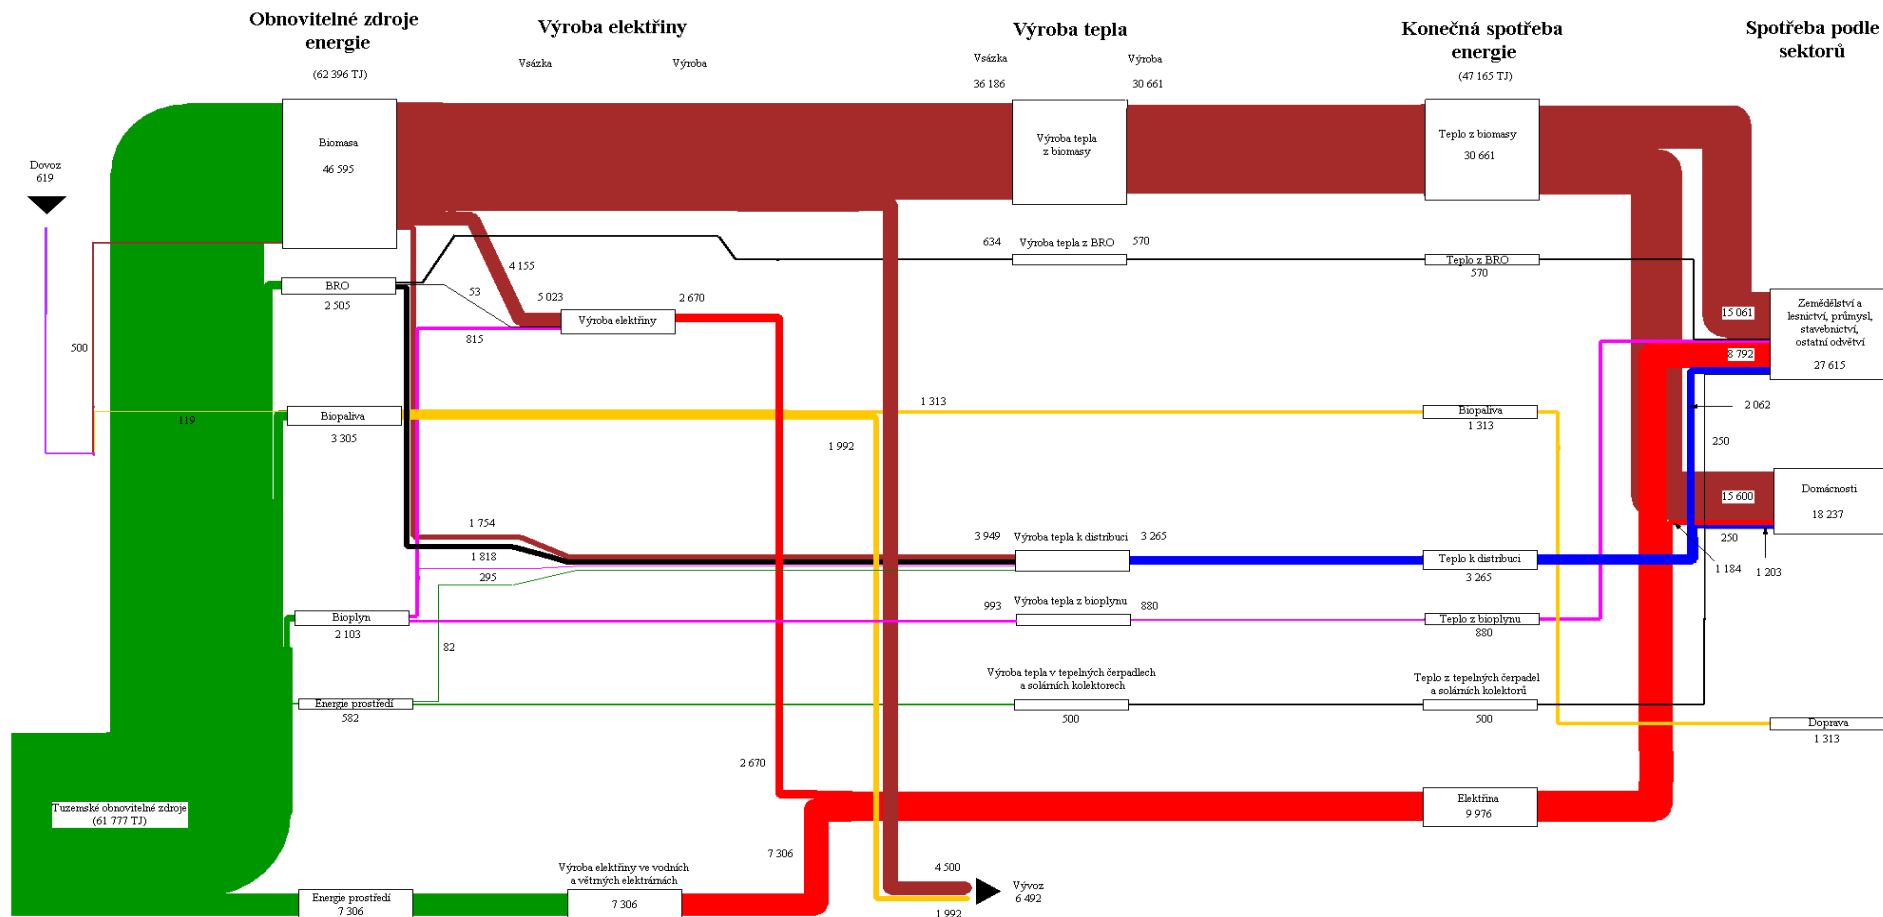 Obnovitelné zdroje
energie
(62 396 TJ)
Výroba elektřiny
Vsázka
Výroba
Výroba tepla
Vsázka
36 186
Výroba
30 661
Konečná spotřeba
energie
(47 165 TJ)
Spotřeba podle
sektorů
Dovoz
619
500
119
Biomasa
46 595
BRO
2 505
Biopaliva
3 305
Bioplyn
2 103
Energie prostředí
582
Energie prostředí
7 306
Tuzemské obnovitelné zdroje
(61 777 TJ)
4 155
53
815
5 023
Výroba elektřiny
2 670
1 754
1 818
295
82
2 670
7 306
Výroba elektřiny ve vodních
a větrných elektrárnách
7 306
1 313
1 992
4 500
1 992
Vývoz
6 492
Výroba tepla
z biomasy
634
Výroba tepla z BRO
570
3 949
Výroba tepla k distribuci
3 265
993
Výroba tepla z bioplynu
880
Výroba tepla v tepelných čerpadlech
a solárních kolektorech
500
Teplo z biomasy
30 661
Teplo z BRO
570
Biopaliva
1 313
Teplo k distribuci
3 265
Teplo z bioplynu
880
Teplo z tepelných čerpadel
a solárních kolektorů
500
Elektřina
9 976
15 061
8 792
2 062
250
15 600
250
1 184
1 203
Zemědělství a
lesnictví, průmysl,
stavebnictví,
ostatní odvětví
27 615
Domácnosti
18 237
Doprava
1 313